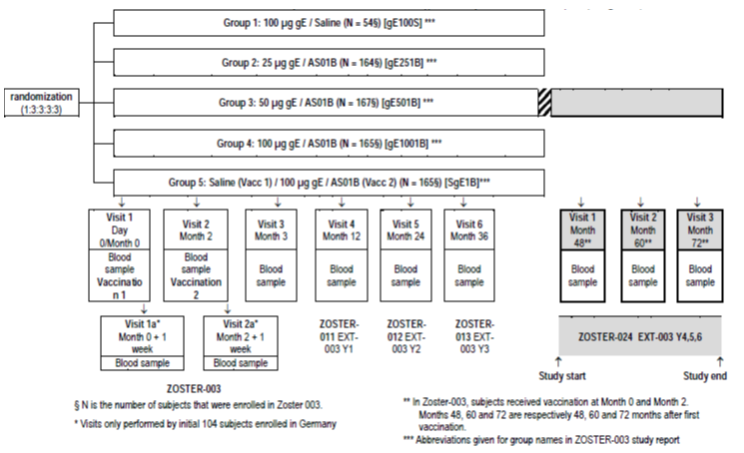 Group 1: 100 µg gE / Saline (N = 54§) [gE100S] ***
Group 2: 25 µg gE / AS01B (N = 164§) [gE251B] ***
randomization
(1:3:3:3:3)
Group 3: 50 µg gE / AS01B (N = 167§) [gE501B] ***
Group 4: 100 µg gE / AS01B (N = 165§) [gE1001B] ***
Group 5: Saline (Vacc 1) / 100 µg gE / AS01B (Vacc 2) (N = 165§) [SgE1B]***
Visit 1
Day
0/Month 0
Blood
sample
Vaccinatio
n 1
Visit 2
Month 2
Blood
sample
Vaccination
2
Visit 3
Month 3
Blood
sample
Visit 4
Month 12
Blood
sample
Visit 5
Month 24
Blood
sample
Visit 6
Month 36
Blood
sample
Visit 1
Month
48**
Blood
sample
Visit 2
Month
60**
Blood
sample
Visit 3
Month
72**
Blood
sample
Visit 1a*
Month 0 + 1
week
Blood sample
Visit 2a*
Month 2 + 1
week
Blood sample
ZOSTER-
011 EXT-
003 Y1
ZOSTER-
012 EXT-
003 Y2
ZOSTER-
013 EXT-
003 Y3
ZOSTER-024 EXT-003 Y4,5,6
Study start
Study end
ZOSTER-003
§ N is the number of subjects that were enrolled in Zoster 003.
* Visits only performed by initial 104 subjects enrolled in Germany
** In Zoster-003, subjects received vaccination at Month 0 and Month 2.
Months 48, 60 and 72 are respectively 48, 60 and 72 months after first
vaccination.
*** Abbreviations given for group names in ZOSTER-003 study report